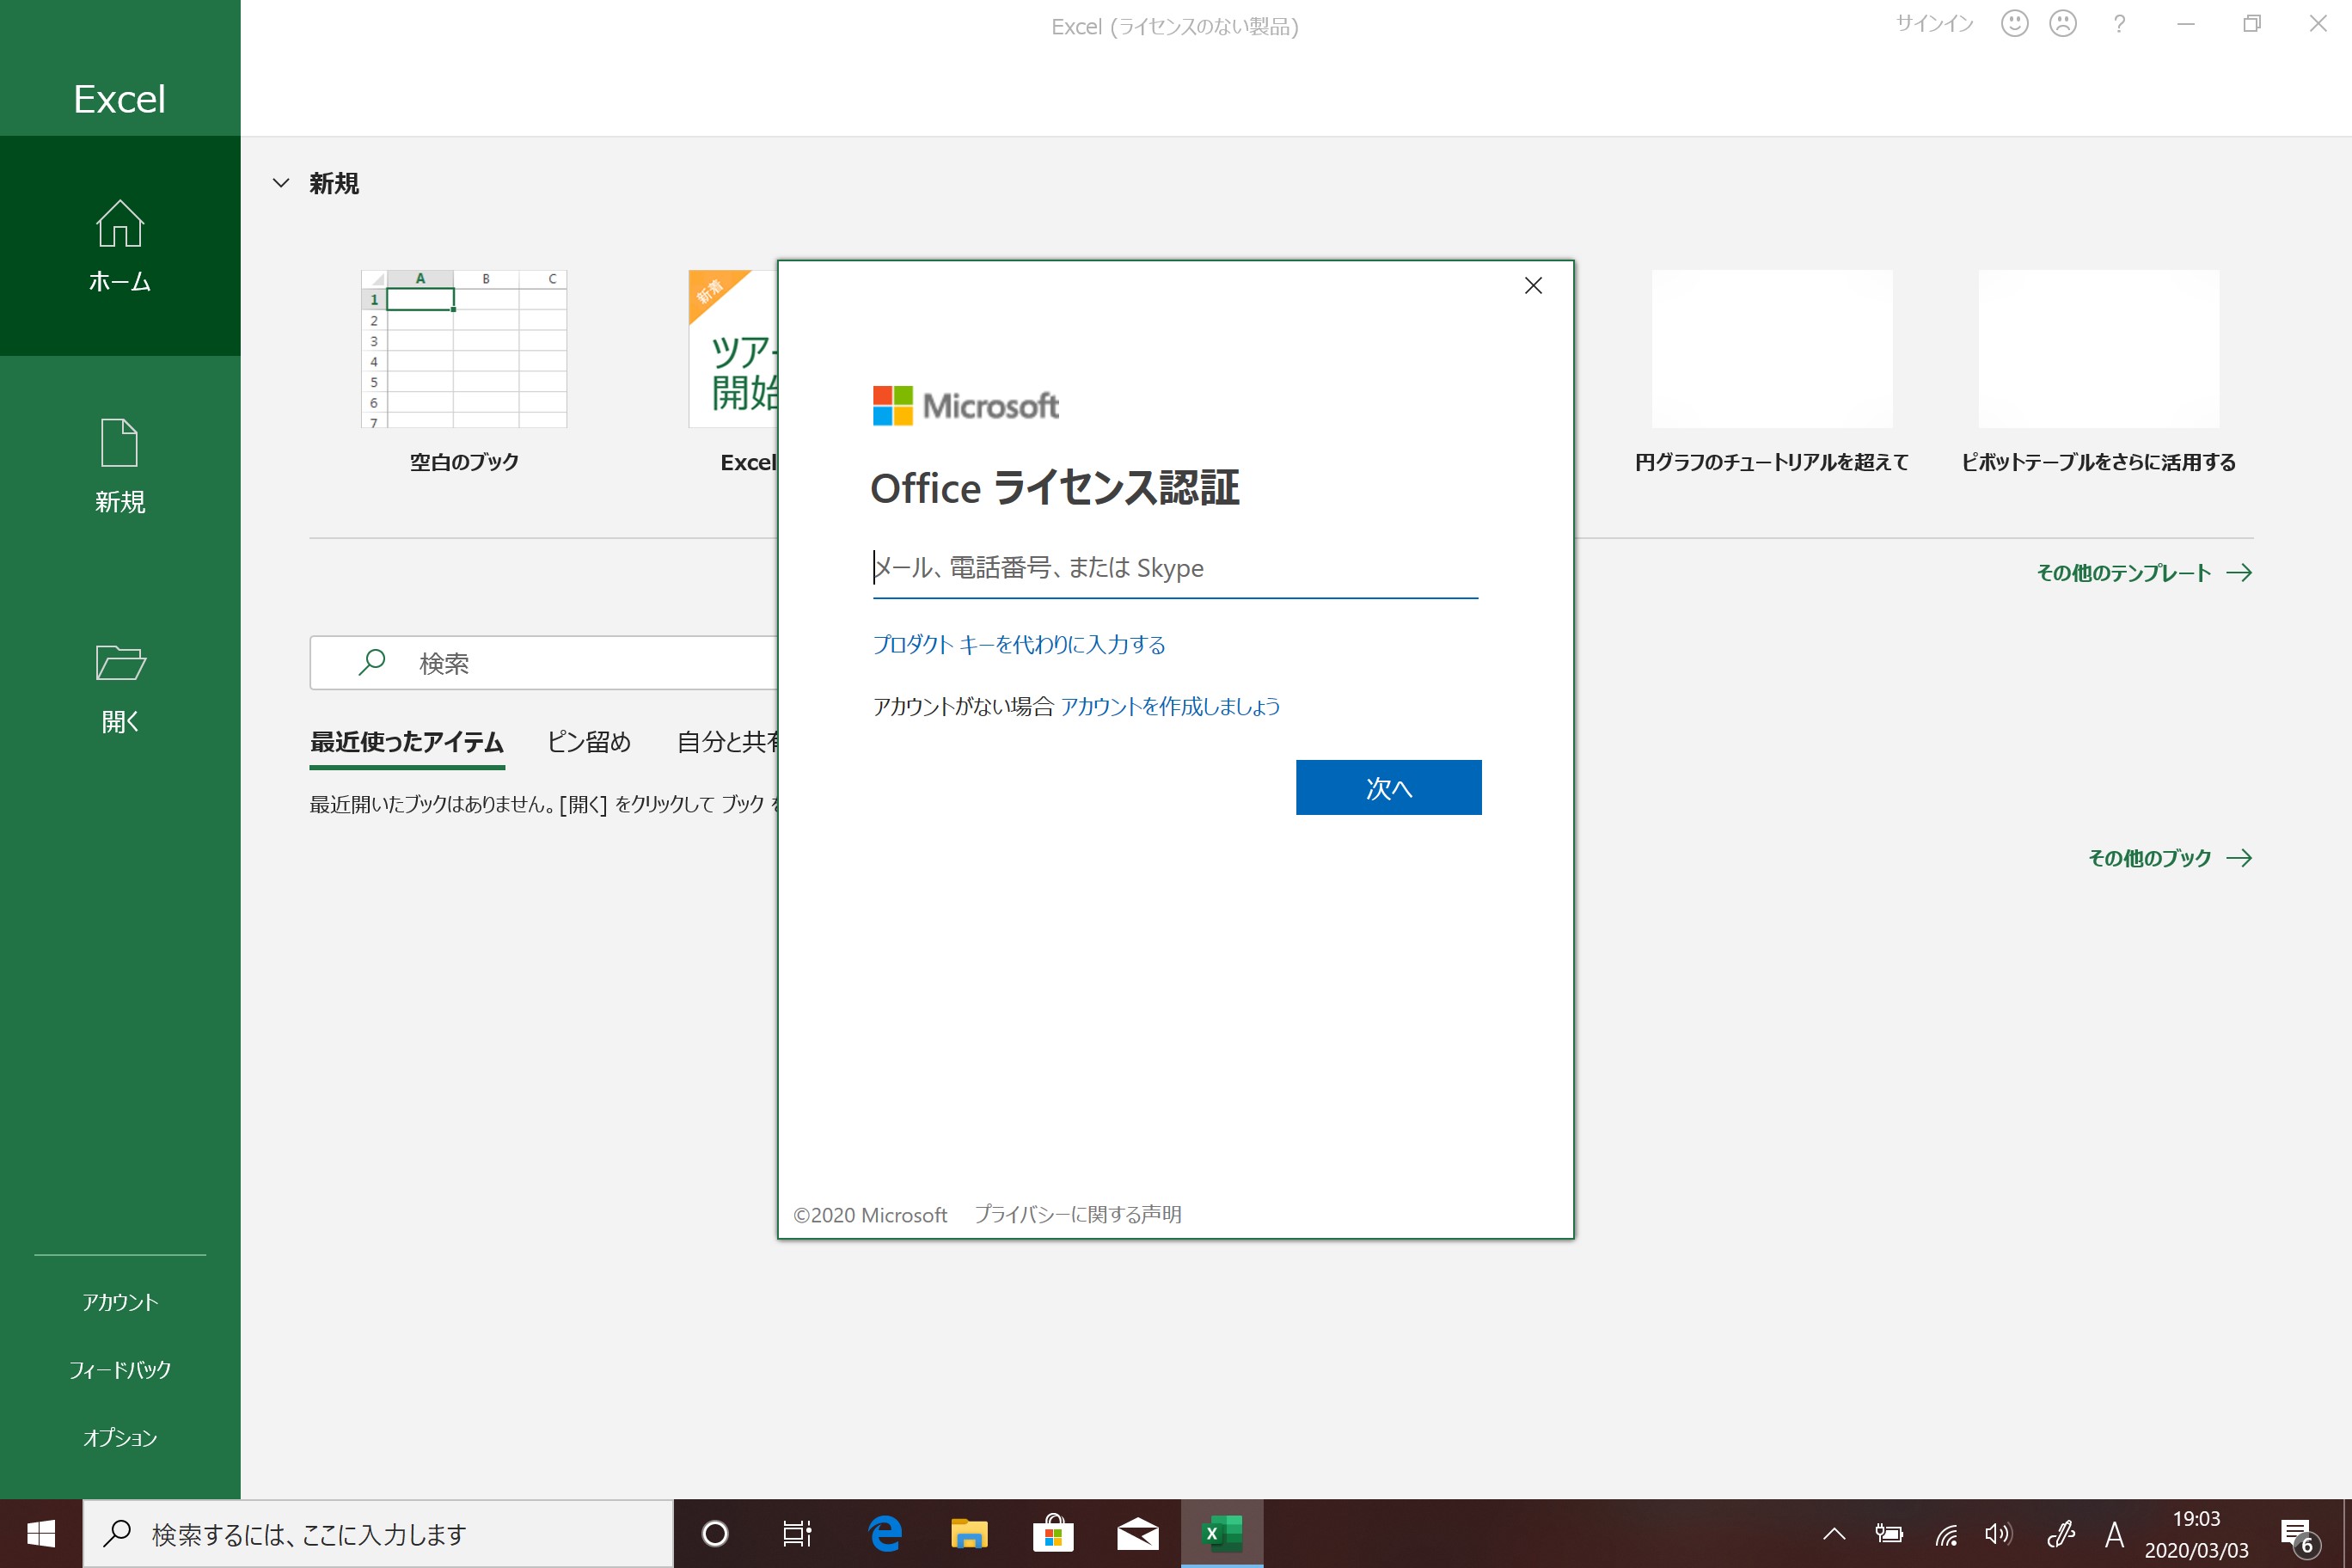 Excel (ライセンスのない製品)
サインイン
?
Excel
ホーム
新規
開く
アカウント
フィードバック
オプション
新規
A B C
1
2
3
4
5
6
7
空白のブック
新着
ツアー
開始
Excel
円グラフのチュートリアルを超えて
ピボットテーブルをさらに活用する
その他のテンプレート
検索
最近使ったアイテム ピン留め 自分と共有
最近開いたブックはありません。[開く] をクリックして ブック を
その他のブック
Microsoft
Office ライセンス認証
メール、電話番号、または Skype
プロダクト キーを代わりに入力する
アカウントがない場合 アカウントを作成しましょう
次へ
©2020 Microsoft プライバシーに関する声明
検索するには、ここに入力します
A
19:03
2020/03/03
6